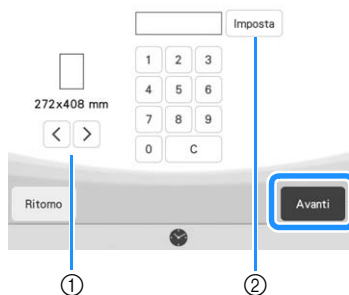 Imposta
1 2 3
4 5 6
7 8 9
0 C
272x408 mm
< >
Ritorno
Avanti
① ②